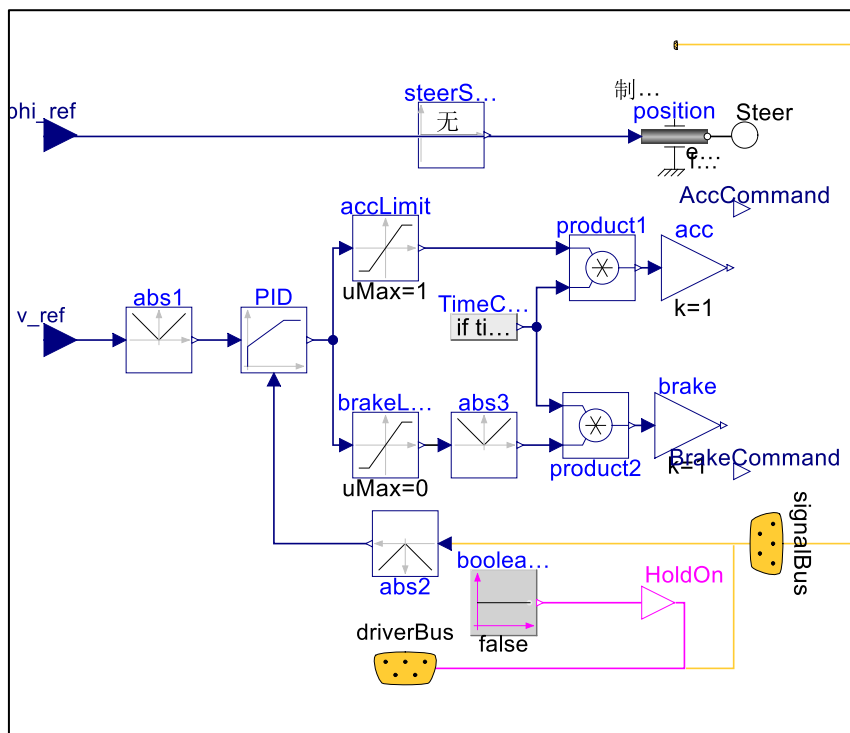 制…
steerS…
phi_ref
无
position
Steer
e…
f…
AccCommand
accLimit
product1
acc
uMax=1
v_ref
abs1
PID
TimeC…
k=1
if ti…
brakeL…
abs3
brake
product2
BrakeCommand
k=1
uMax=0
signalBus
boolea…
abs2
HoldOn
driverBus
false